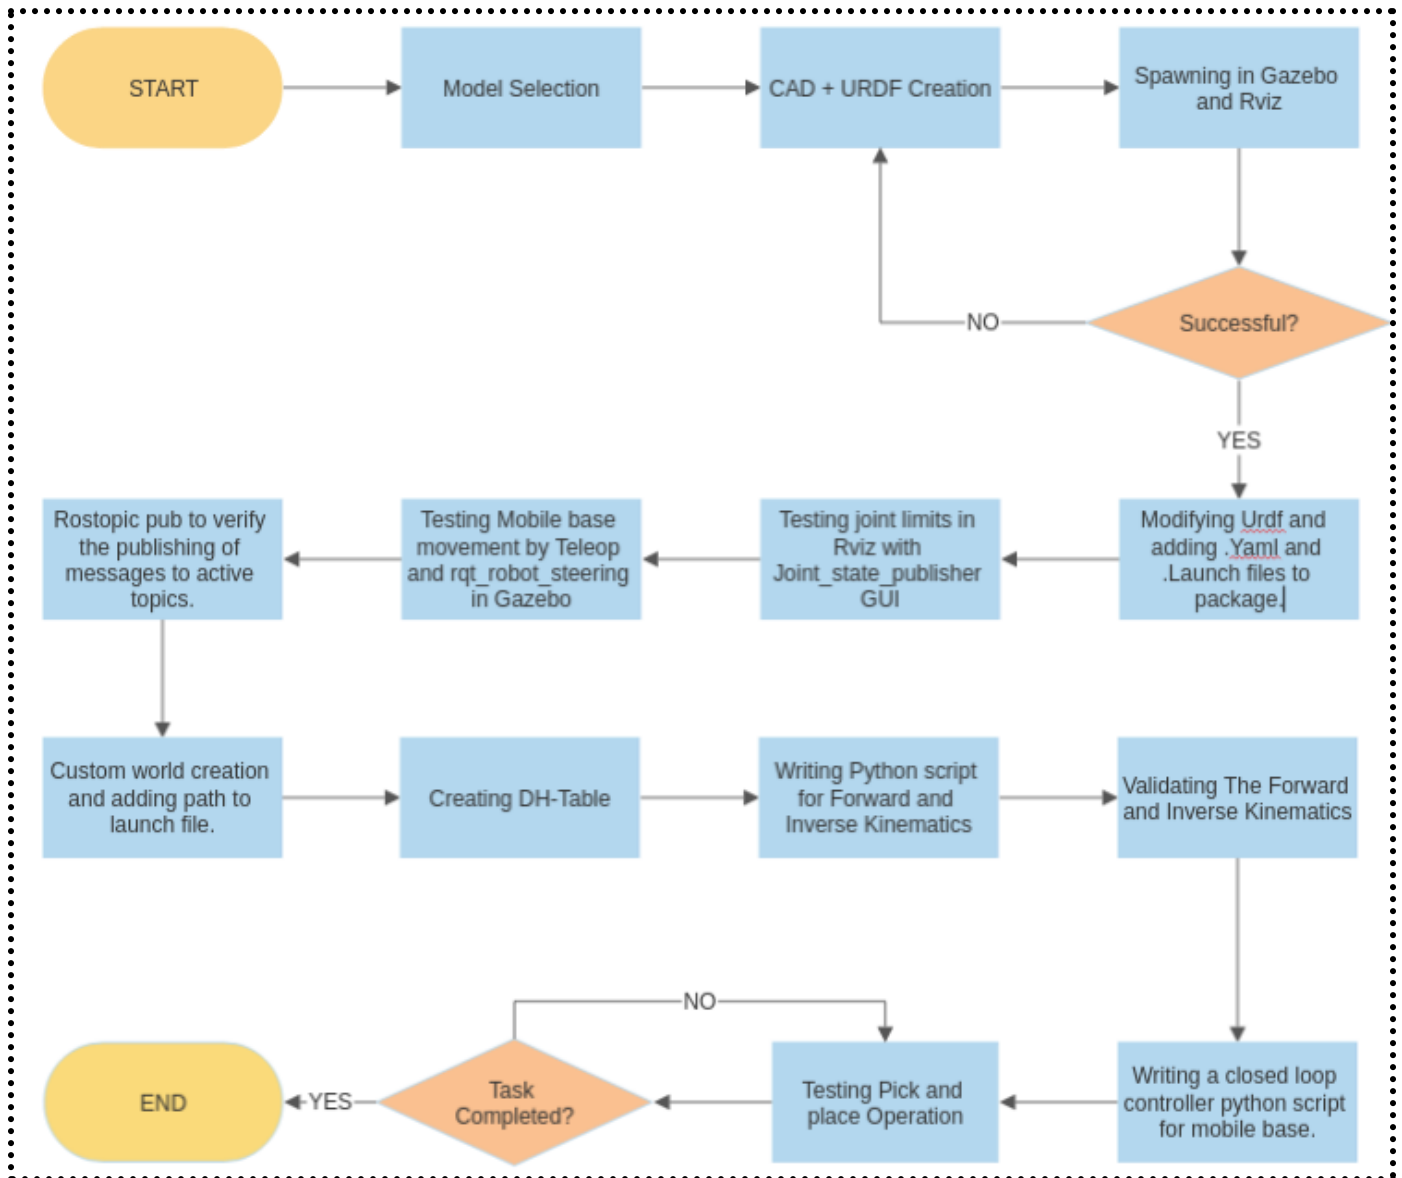 START
Model Selection
CAD + URDF Creation
Spawning in Gazebo
and Rviz
Successful?
NO
YES
Modifying Urdf and
adding .Yaml and
.Launch files to
package.
Testing joint limits in
Rviz with
Joint_state_publisher
GUI
Testing Mobile base
movement by Teleop
and rqt_robot_steering
in Gazebo
Rostopic pub to verify
the publishing of
messages to active
topics.
Custom world creation
and adding path to
launch file.
Creating DH-Table
Writing Python script
for Forward and
Inverse Kinematics
Validating The Forward
and Inverse Kinematics
Writing a closed loop
controller python script
for mobile base.
Testing Pick and
place Operation
Task
Completed?
NO
YES
END